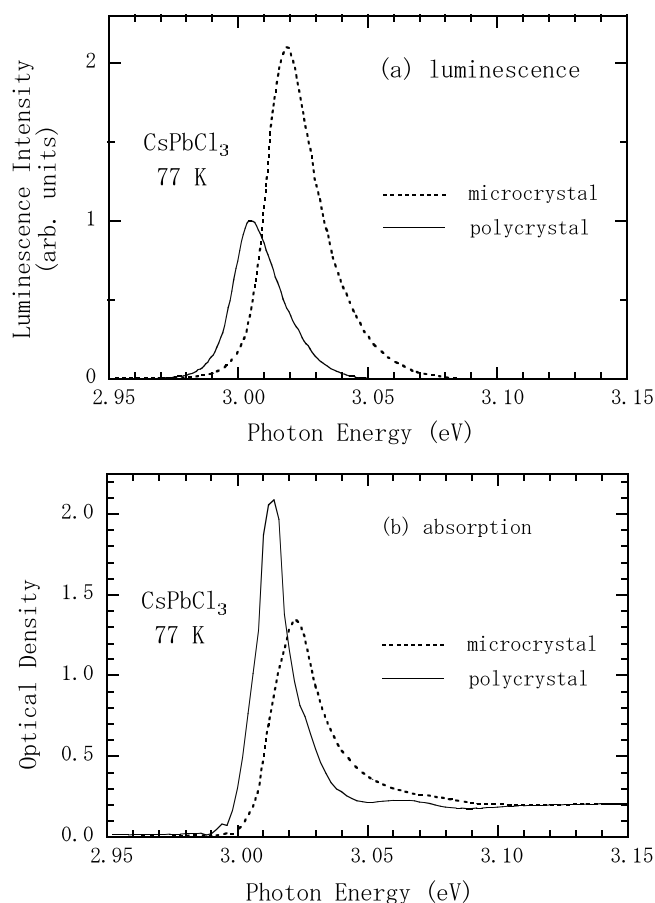 (a) luminescence
CsPbCl₃
77 K
microcrystal
polycrystal
Luminescence Intensity
(arb. units)
2
1
0
2.95
3.00
3.05
3.10
3.15
Photon Energy (eV)
(b) absorption
CsPbCl₃
77 K
microcrystal
polycrystal
Optical Density
2.0
1.5
1.0
0.5
0.0
2.95
3.00
3.05
3.10
3.15
Photon Energy (eV)